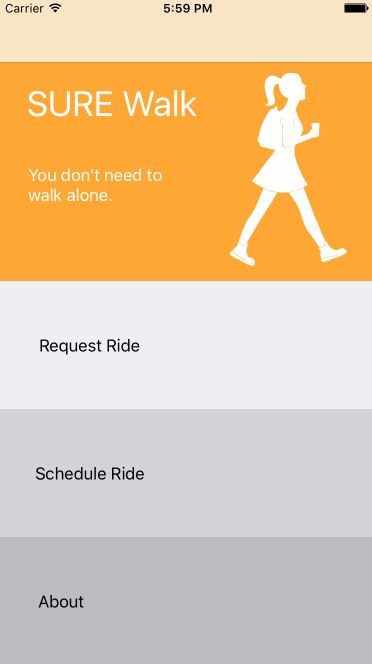 Carrier 5:59 PM
SURE Walk
You don't need to
walk alone.
Request Ride
Schedule Ride
About